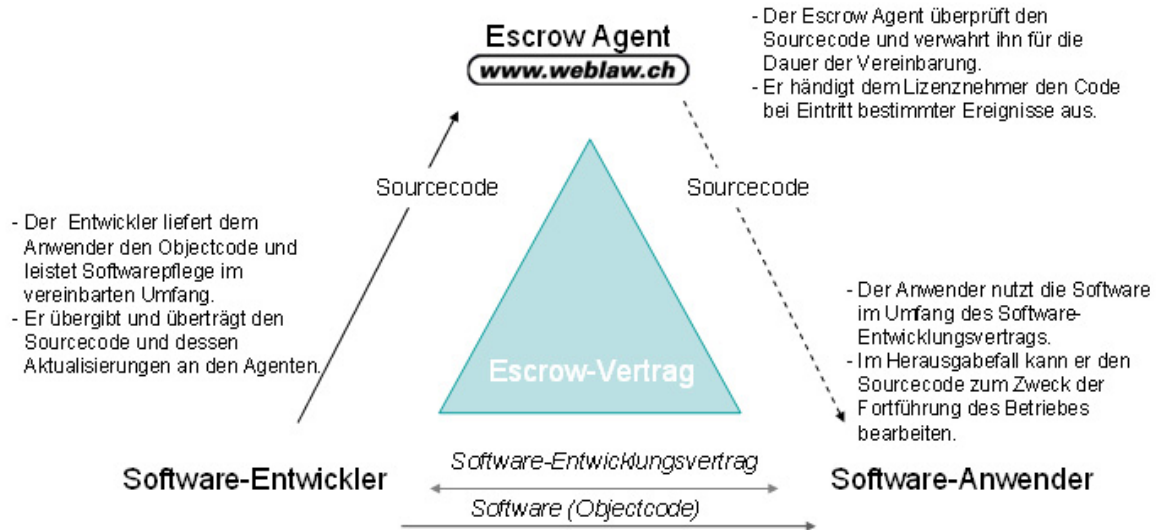 Escrow Agent
www.weblaw.ch
- Der Escrow Agent überprüft den
Sourcecode und verwahrt ihn für die
Dauer der Vereinbarung.
- Er händigt dem Lizenznehmer den Code
bei Eintritt bestimmter Ereignisse aus.
Sourcecode
Sourcecode
- Der Entwickler liefert dem
Anwender den Objectcode und
leistet Softwarepflege im
vereinbarten Umfang.
- Er übergibt und überträgt den
Sourcecode und dessen
Aktualisierungen an den Agenten.
Escrow-Vertrag
- Der Anwender nutzt die Software
im Umfang des Software-
Entwicklungsvertrags.
- Im Herausgabefall kann er den
Sourcecode zum Zweck der
Fortführung des Betriebes
bearbeiten.
Software-Entwickler
Software-Entwicklungsvertrag
Software (Objectcode)
Software-Anwender